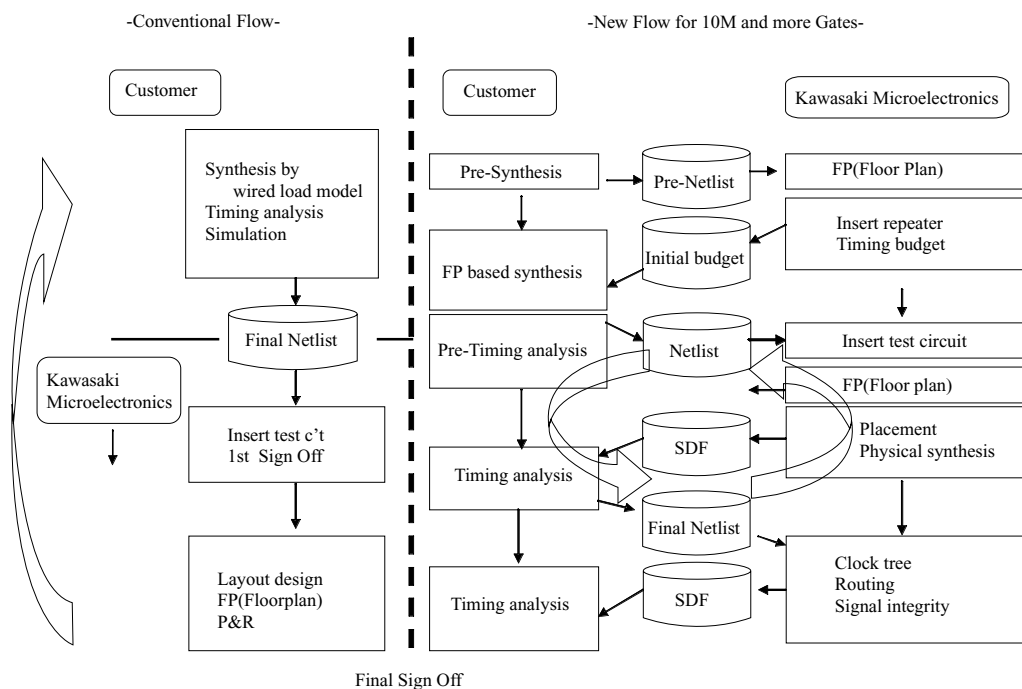 -Conventional Flow-
-New Flow for 10M and more Gates-
Customer
Customer
Kawasaki Microelectronics
Synthesis by
wired load model
Timing analysis
Simulation
Final Netlist
Kawasaki
Microelectronics
Insert test c't
1st Sign Off
Layout design
FP(Floorplan)
P&R
Pre-Synthesis
Pre-Netlist
FP(Floor Plan)
Insert repeater
Timing budget
Initial budget
FP based synthesis
Pre-Timing analysis
Netlist
Insert test circuit
FP(Floor plan)
Placement
Physical synthesis
SDF
Timing analysis
Final Netlist
Clock tree
Routing
Signal integrity
SDF
Timing analysis
Final Sign Off